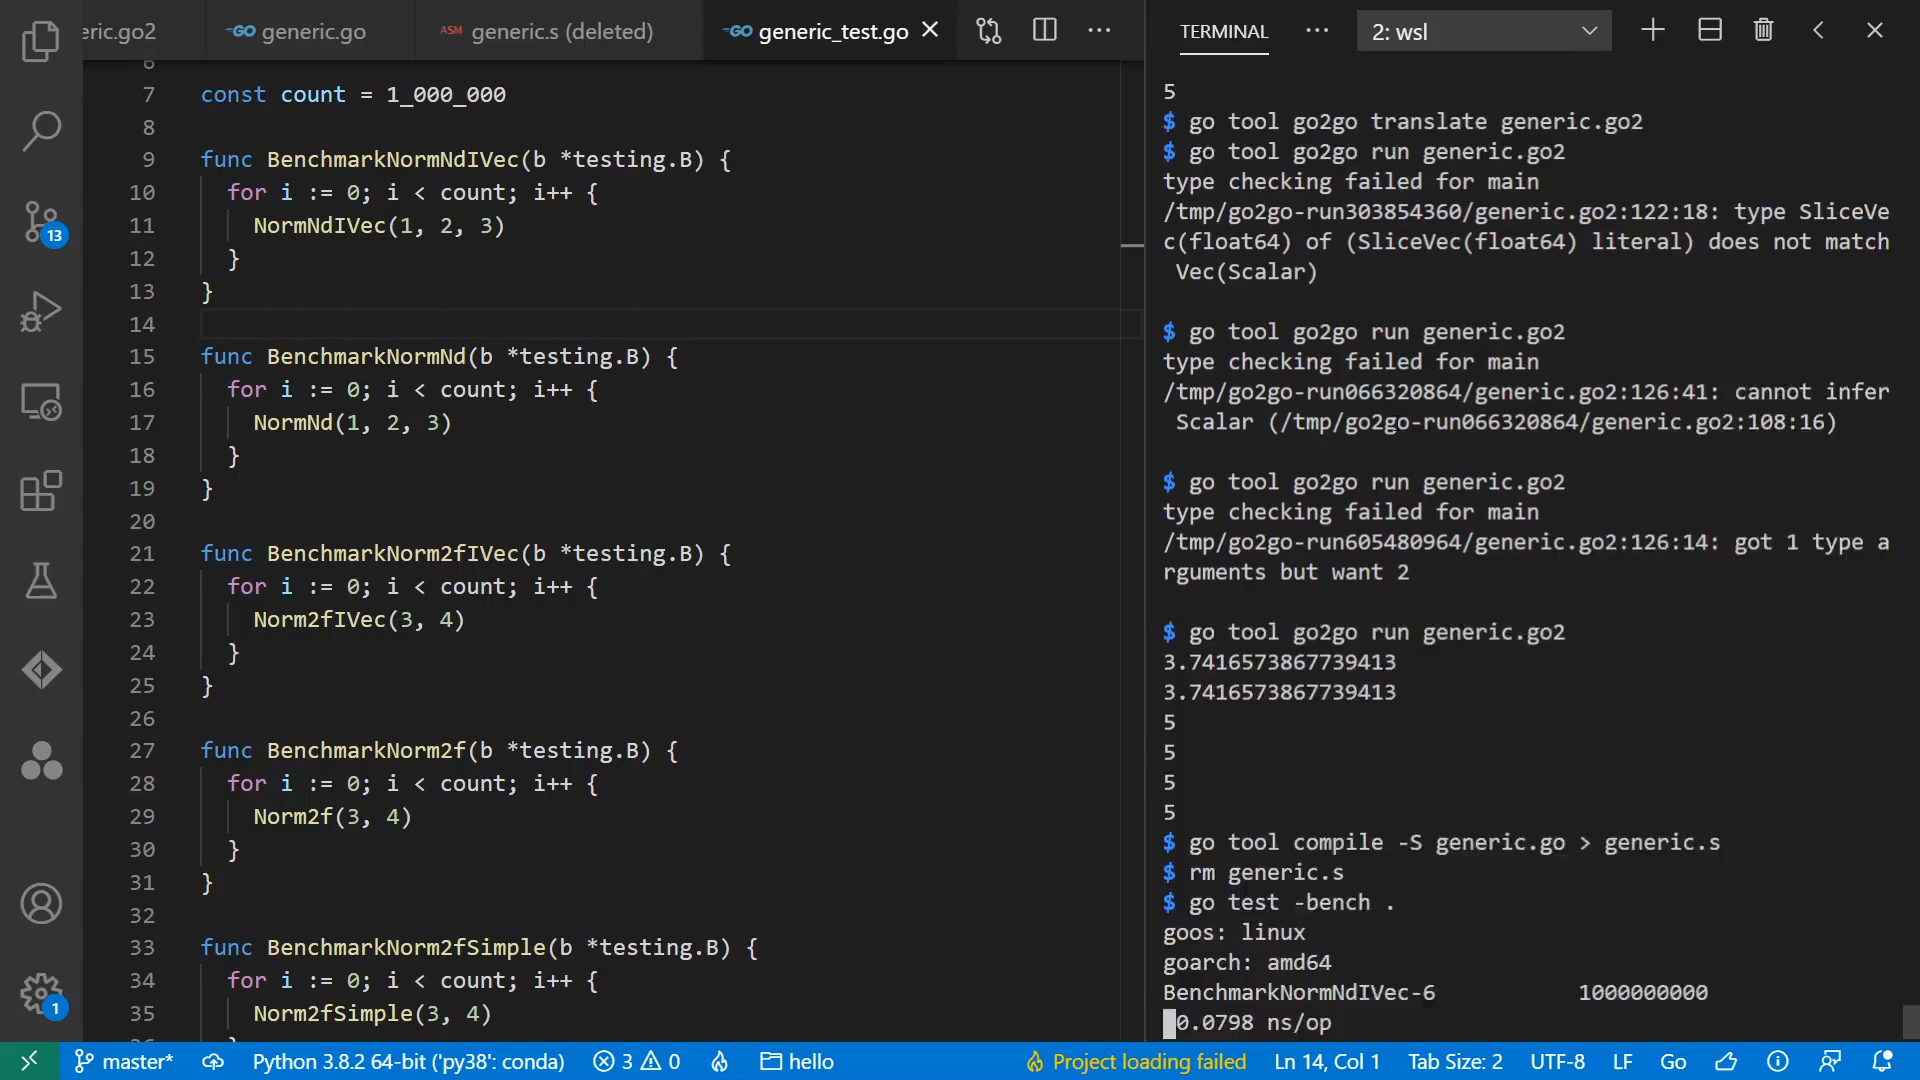 eric.go2
GO generic.go
ASM generic.s (deleted)
GO generic_test.go
TERMINAL
2: wsl
6
7 const count = 1_000_000
8
9 func BenchmarkNormNdIVec(b *testing.B) {
10 for i := 0; i < count; i++ {
11 NormNdIVec(1, 2, 3)
12 }
13 }
14
15 func BenchmarkNormNd(b *testing.B) {
16 for i := 0; i < count; i++ {
17 NormNd(1, 2, 3)
18 }
19 }
20
21 func BenchmarkNorm2fIVec(b *testing.B) {
22 for i := 0; i < count; i++ {
23 Norm2fIVec(3, 4)
24 }
25 }
26
27 func BenchmarkNorm2f(b *testing.B) {
28 for i := 0; i < count; i++ {
29 Norm2f(3, 4)
30 }
31 }
32
33 func BenchmarkNorm2fSimple(b *testing.B) {
34 for i := 0; i < count; i++ {
35 Norm2fSimple(3, 4)
}
5
$ go tool go2go translate generic.go2
$ go tool go2go run generic.go2
type checking failed for main
/tmp/go2go-run303854360/generic.go2:122:18: type SliceVe
c(float64) of (SliceVec(float64) literal) does not match
Vec(Scalar)
$ go tool go2go run generic.go2
type checking failed for main
/tmp/go2go-run066320864/generic.go2:126:41: cannot infer
Scalar (/tmp/go2go-run066320864/generic.go2:108:16)
$ go tool go2go run generic.go2
type checking failed for main
/tmp/go2go-run605480964/generic.go2:126:14: got 1 type a
rguments but want 2
$ go tool go2go run generic.go2
3.7416573867739413
3.7416573867739413
5
5
5
5
$ go tool compile -S generic.go > generic.s
$ rm generic.s
$ go test -bench .
goos: linux
goarch: amd64
BenchmarkNormNdIVec-6 1000000000
0.0798 ns/op
13
1
master*
Python 3.8.2 64-bit ('py38': conda)
3
0
hello
Project loading failed
Ln 14, Col 1
Tab Size: 2
UTF-8
LF
Go